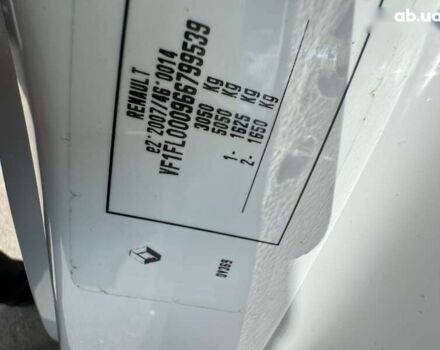 ab.ua
RENAULT
e2*2007/46*0014
VF1FL000966799539
3050 Kg
5050 Kg
1- 1625 Kg
2- 1650 Kg